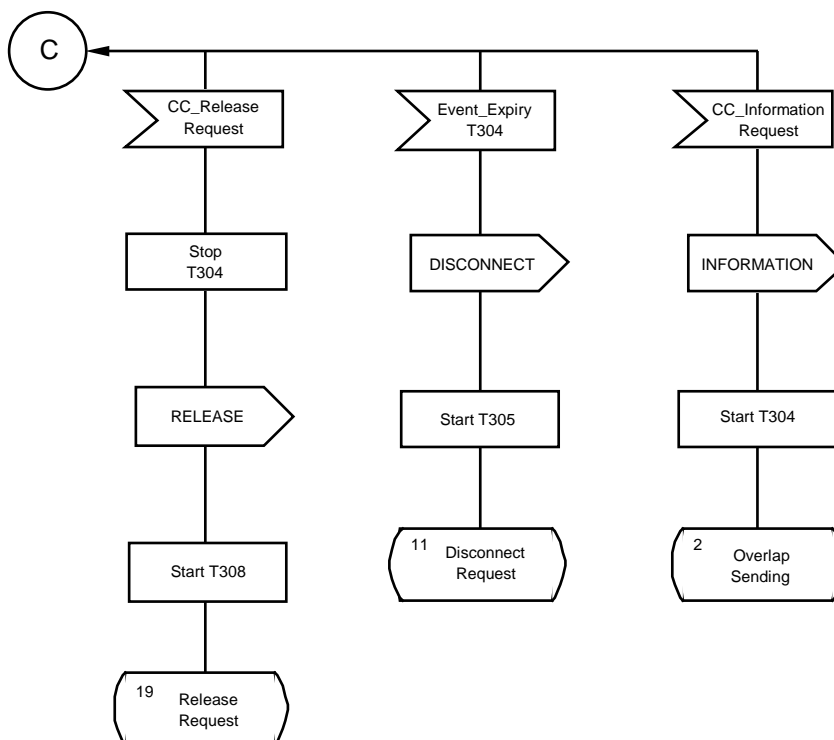 C
CC_Release
Request
Event_Expiry
T304
CC_Information
Request
Stop
T304
DISCONNECT
INFORMATION
RELEASE
Start T305
Start T304
Start T308
11
Disconnect
Request
2
Overlap
Sending
19
Release
Request